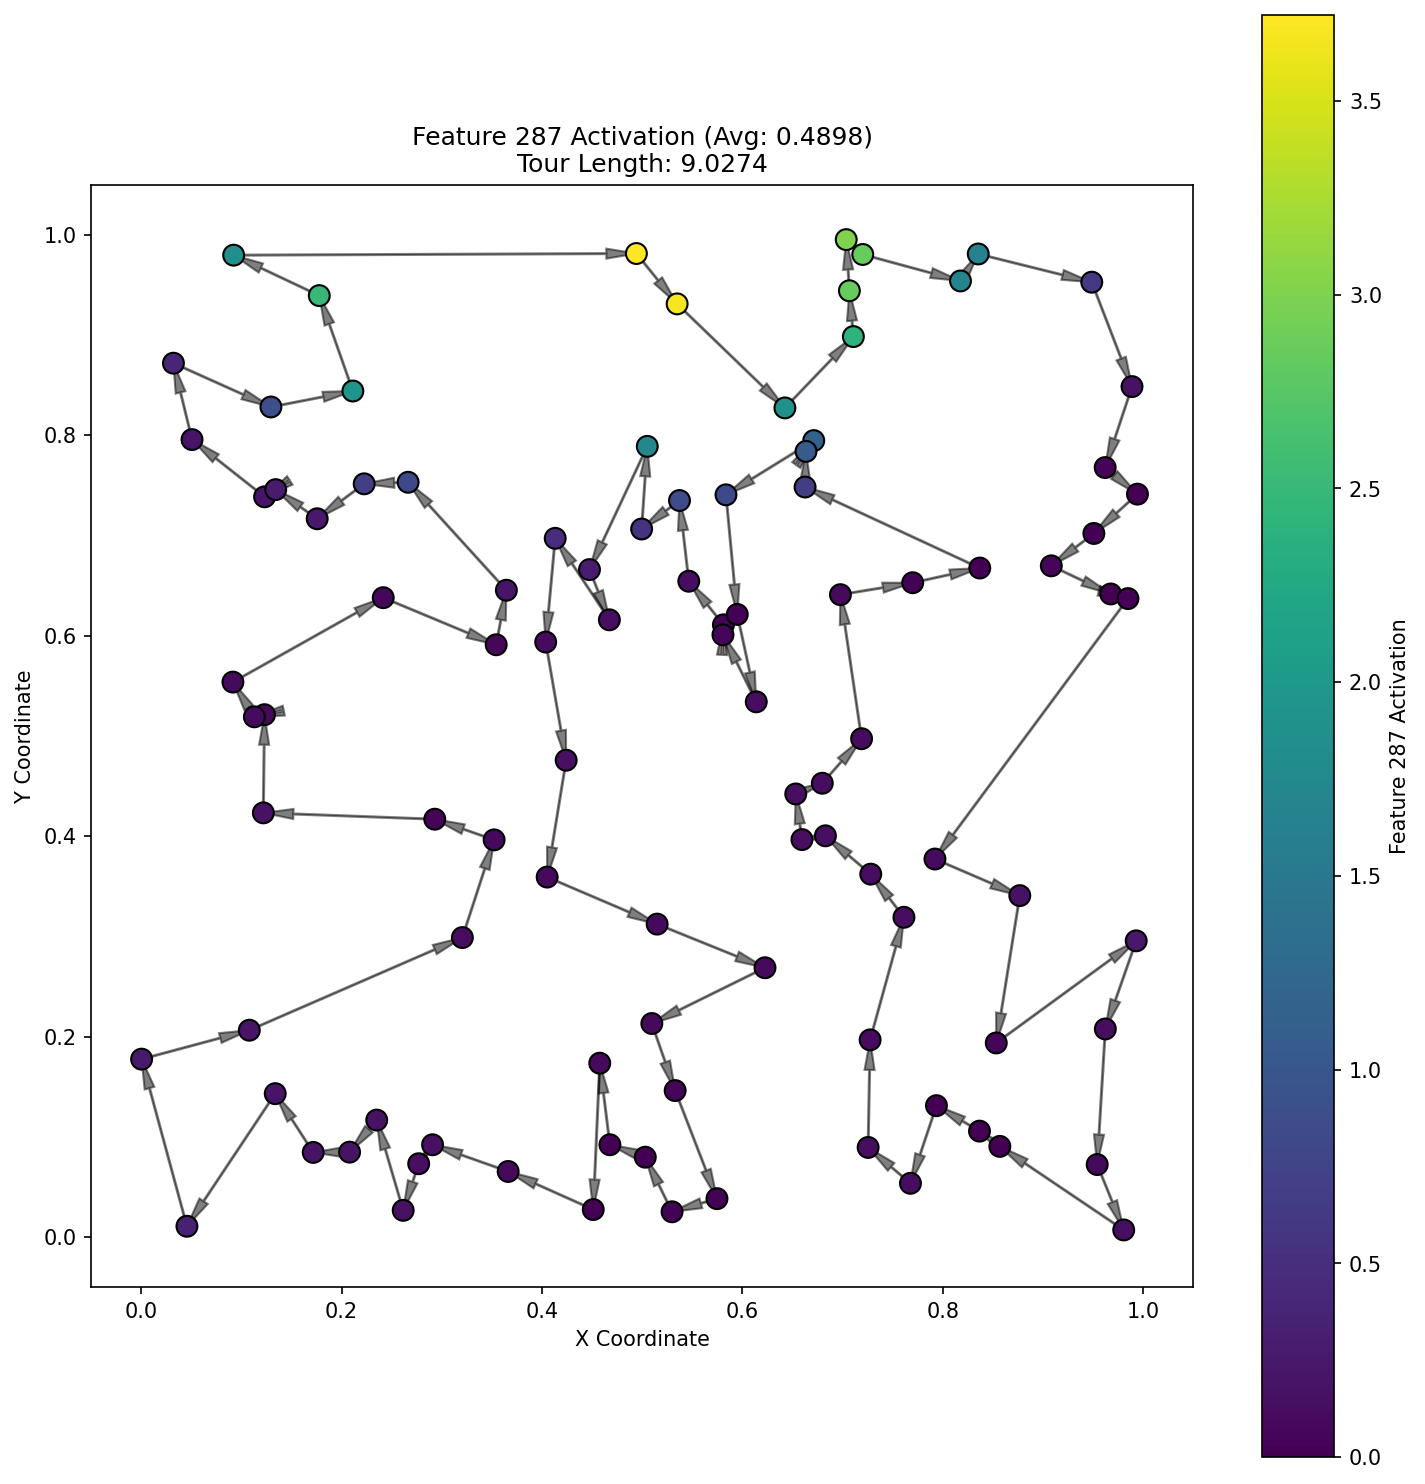 Feature 287 Activation (Avg: 0.4898)
Tour Length: 9.0274
Y Coordinate
1.0
0.8
0.6
0.4
0.2
0.0
0.0 0.2 0.4 0.6 0.8 1.0
X Coordinate
3.5
3.0
2.5
2.0
1.5
1.0
0.5
0.0
Feature 287 Activation